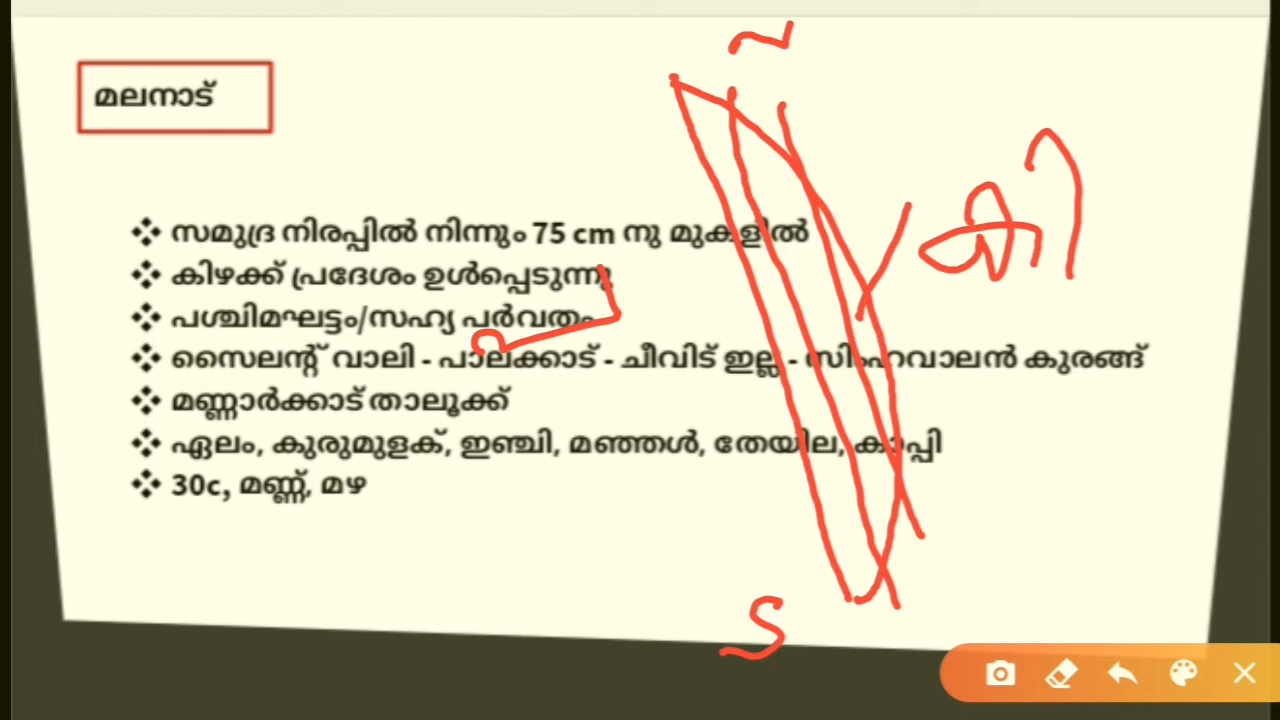 മലനാട്
സമുദ്ര നിരപ്പിൽ നിന്നും 75 cm നു മുകളിൽ
കിഴക്ക് പ്രദേശം ഉൾപ്പെടുന്നു
പശ്ചിമഘട്ടം/സഹ്യ പർവതം
സൈലന്റ് വാലി - പാലക്കാട് - ചീവിട് ഇല്ല - സിംഹവാലൻ കുരങ്ങ്
മണ്ണാർക്കാട് താലൂക്ക്
ഏലം, കുരുമുളക്, ഇഞ്ചി, മഞ്ഞൾ, തേയില, കാപ്പി
30c, മണ്ണ്, മഴ
N
കി
S